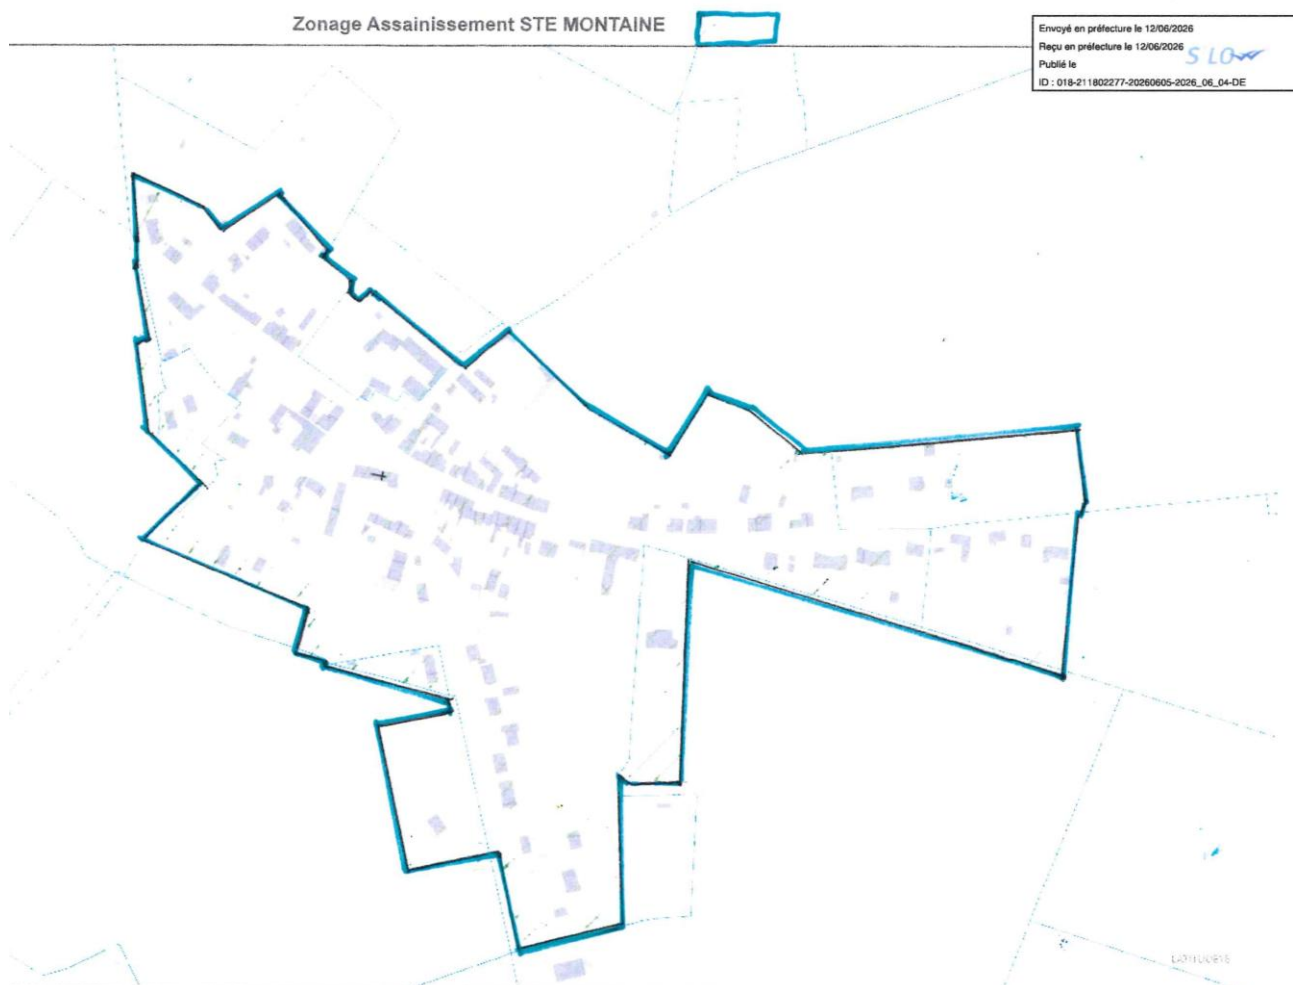 Zonage Assainissement STE MONTAINE
Envoyé en préfecture le 12/06/2026
Reçu en préfecture le 12/06/2026
Publié le
S LO
ID : 018-211802277-20260605-2026_06_04-DE